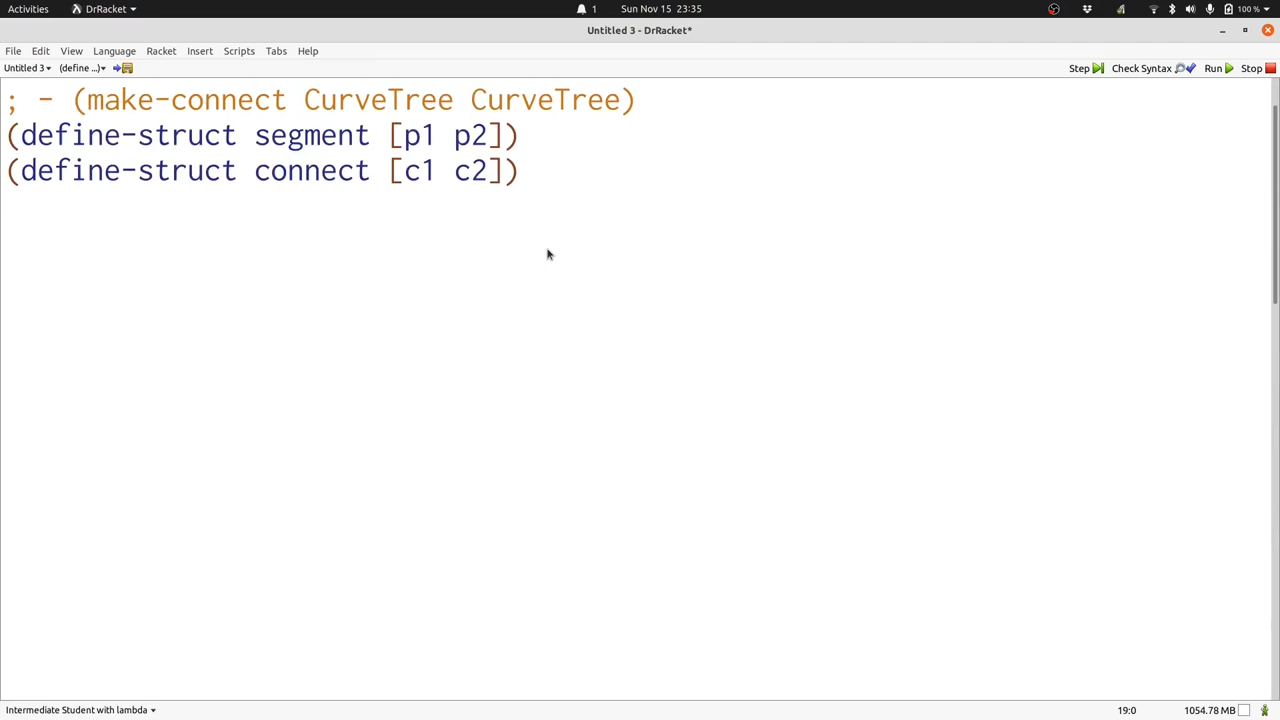 Activities DrRacket 1 Sun Nov 15 23:35 100 %
Untitled 3 - DrRacket*
File Edit View Language Racket Insert Scripts Tabs Help
Untitled 3 (define ...) Step Check Syntax Run Stop
; - (make-connect CurveTree CurveTree)
(define-struct segment [p1 p2])
(define-struct connect [c1 c2])
Intermediate Student with lambda 19:0 1054.78 MB